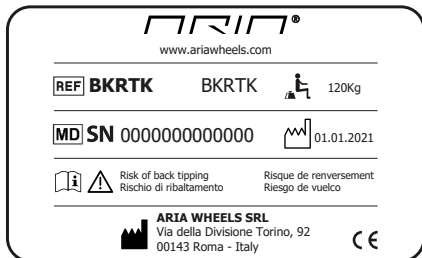 ARIA®
www.ariawheels.com
REF BKRTK BKRTK 120Kg
MD SN 0000000000000 01.01.2021
i Risk of back tipping Risque de renversement
Rischio di ribaltamento Riesgo de vuelco
ARIA WHEELS SRL
Via della Divisione Torino, 92
00143 Roma - Italy CE